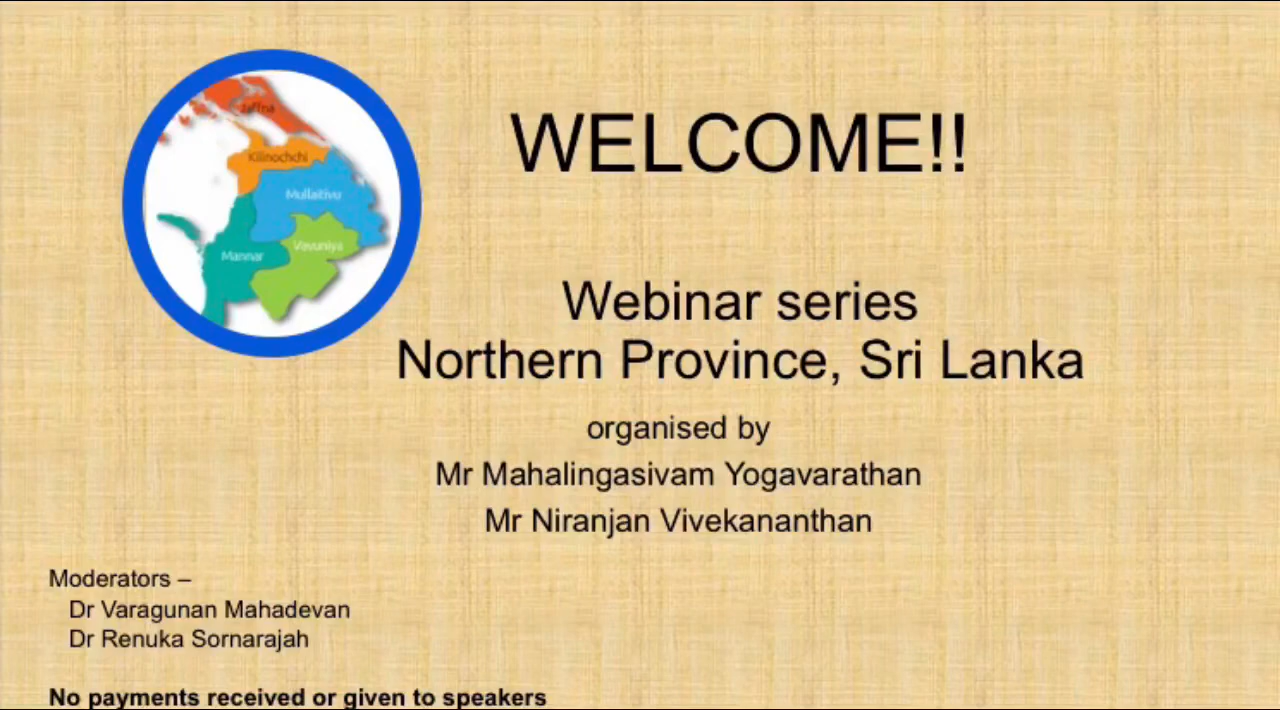 WELCOME!!
Jaffna
Kilinochchi
Mullaitivu
Vavuniya
Mannar
Webinar series
Northern Province, Sri Lanka
organised by
Mr Mahalingasivam Yogavarathan
Mr Niranjan Vivekananthan
Moderators –
Dr Varagunan Mahadevan
Dr Renuka Sornarajah
No payments received or given to speakers